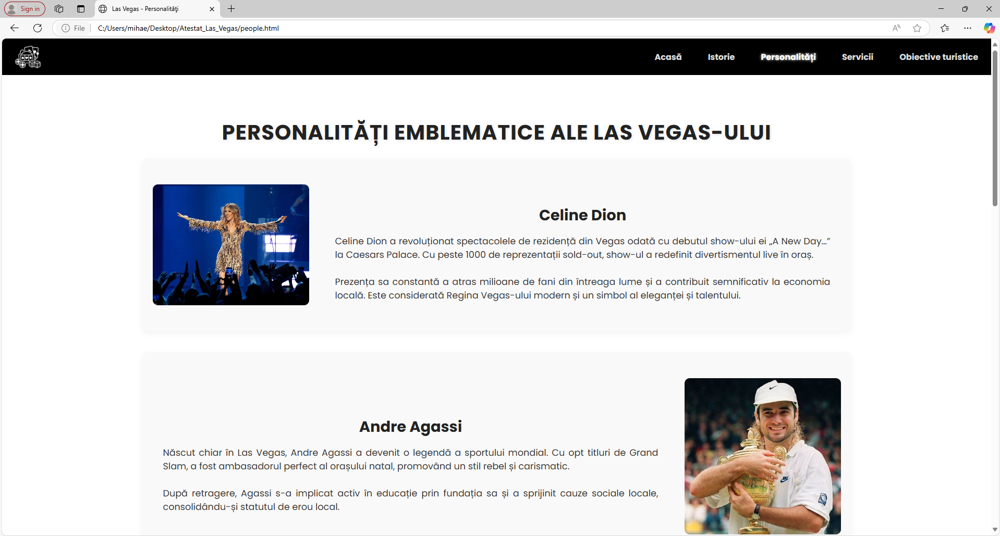 Sign in
Las Vegas - Personalităţi
File
C:/Users/mihae/Desktop/Atestat_Las_Vegas/people.html
Acasă
Istorie
Personalități
Servicii
Obiective turistice
PERSONALITĂȚI EMBLEMATICE ALE LAS VEGAS-ULUI
Celine Dion
Celine Dion a revoluționat spectacolele de rezidență din Vegas odată cu debutul show-ului ei „A New Day…”
la Caesars Palace. Cu peste 1000 de reprezentații sold-out, show-ul a redefinit divertismentul live în oraș.
Prezența sa constantă a atras milioane de fani din întreaga lume și a contribuit semnificativ la economia
locală. Este considerată Regina Vegas-ului modern și un simbol al eleganței și talentului.
Andre Agassi
Născut chiar în Las Vegas, Andre Agassi a devenit o legendă a sportului mondial. Cu opt titluri de Grand
Slam, a fost ambasadorul perfect al orașului natal, promovând un stil rebel și carismatic.
După retragere, Agassi s-a implicat activ în educație prin fundația sa și a sprijinit cauze sociale locale,
consolidându-și statutul de erou local.
NIKE